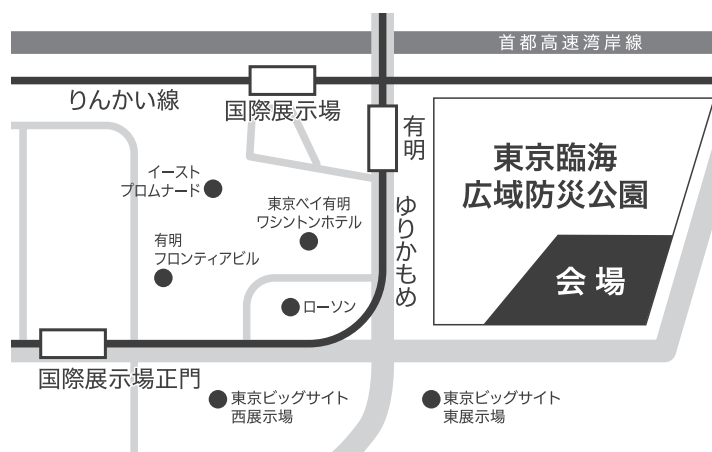 首都高速湾岸線
りんかい線
国際展示場
有明
東京臨海
広域防災公園
イースト
プロムナード
東京ベイ有明
ワシントンホテル
ゆりかもめ
有明
フロンティアビル
会場
ローソン
国際展示場正門
東京ビッグサイト
西展示場
東京ビッグサイト
東展示場